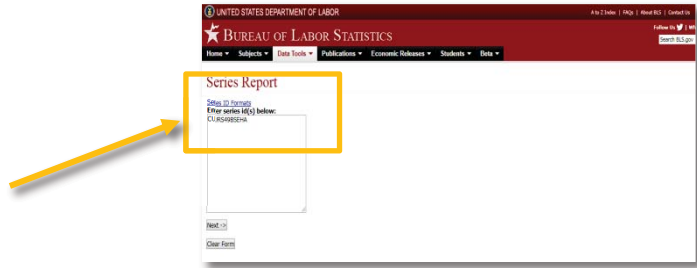 UNITED STATES DEPARTMENT OF LABOR
A to Z Index | FAQs | About BLS | Contact Us
BUREAU OF LABOR STATISTICS
Follow Us
Search BLS.gov
Home Subjects Data Tools Publications Economic Releases Students Beta
Series Report
Series ID Formats
Enter series id(s) below:
Next ->
Clear Form